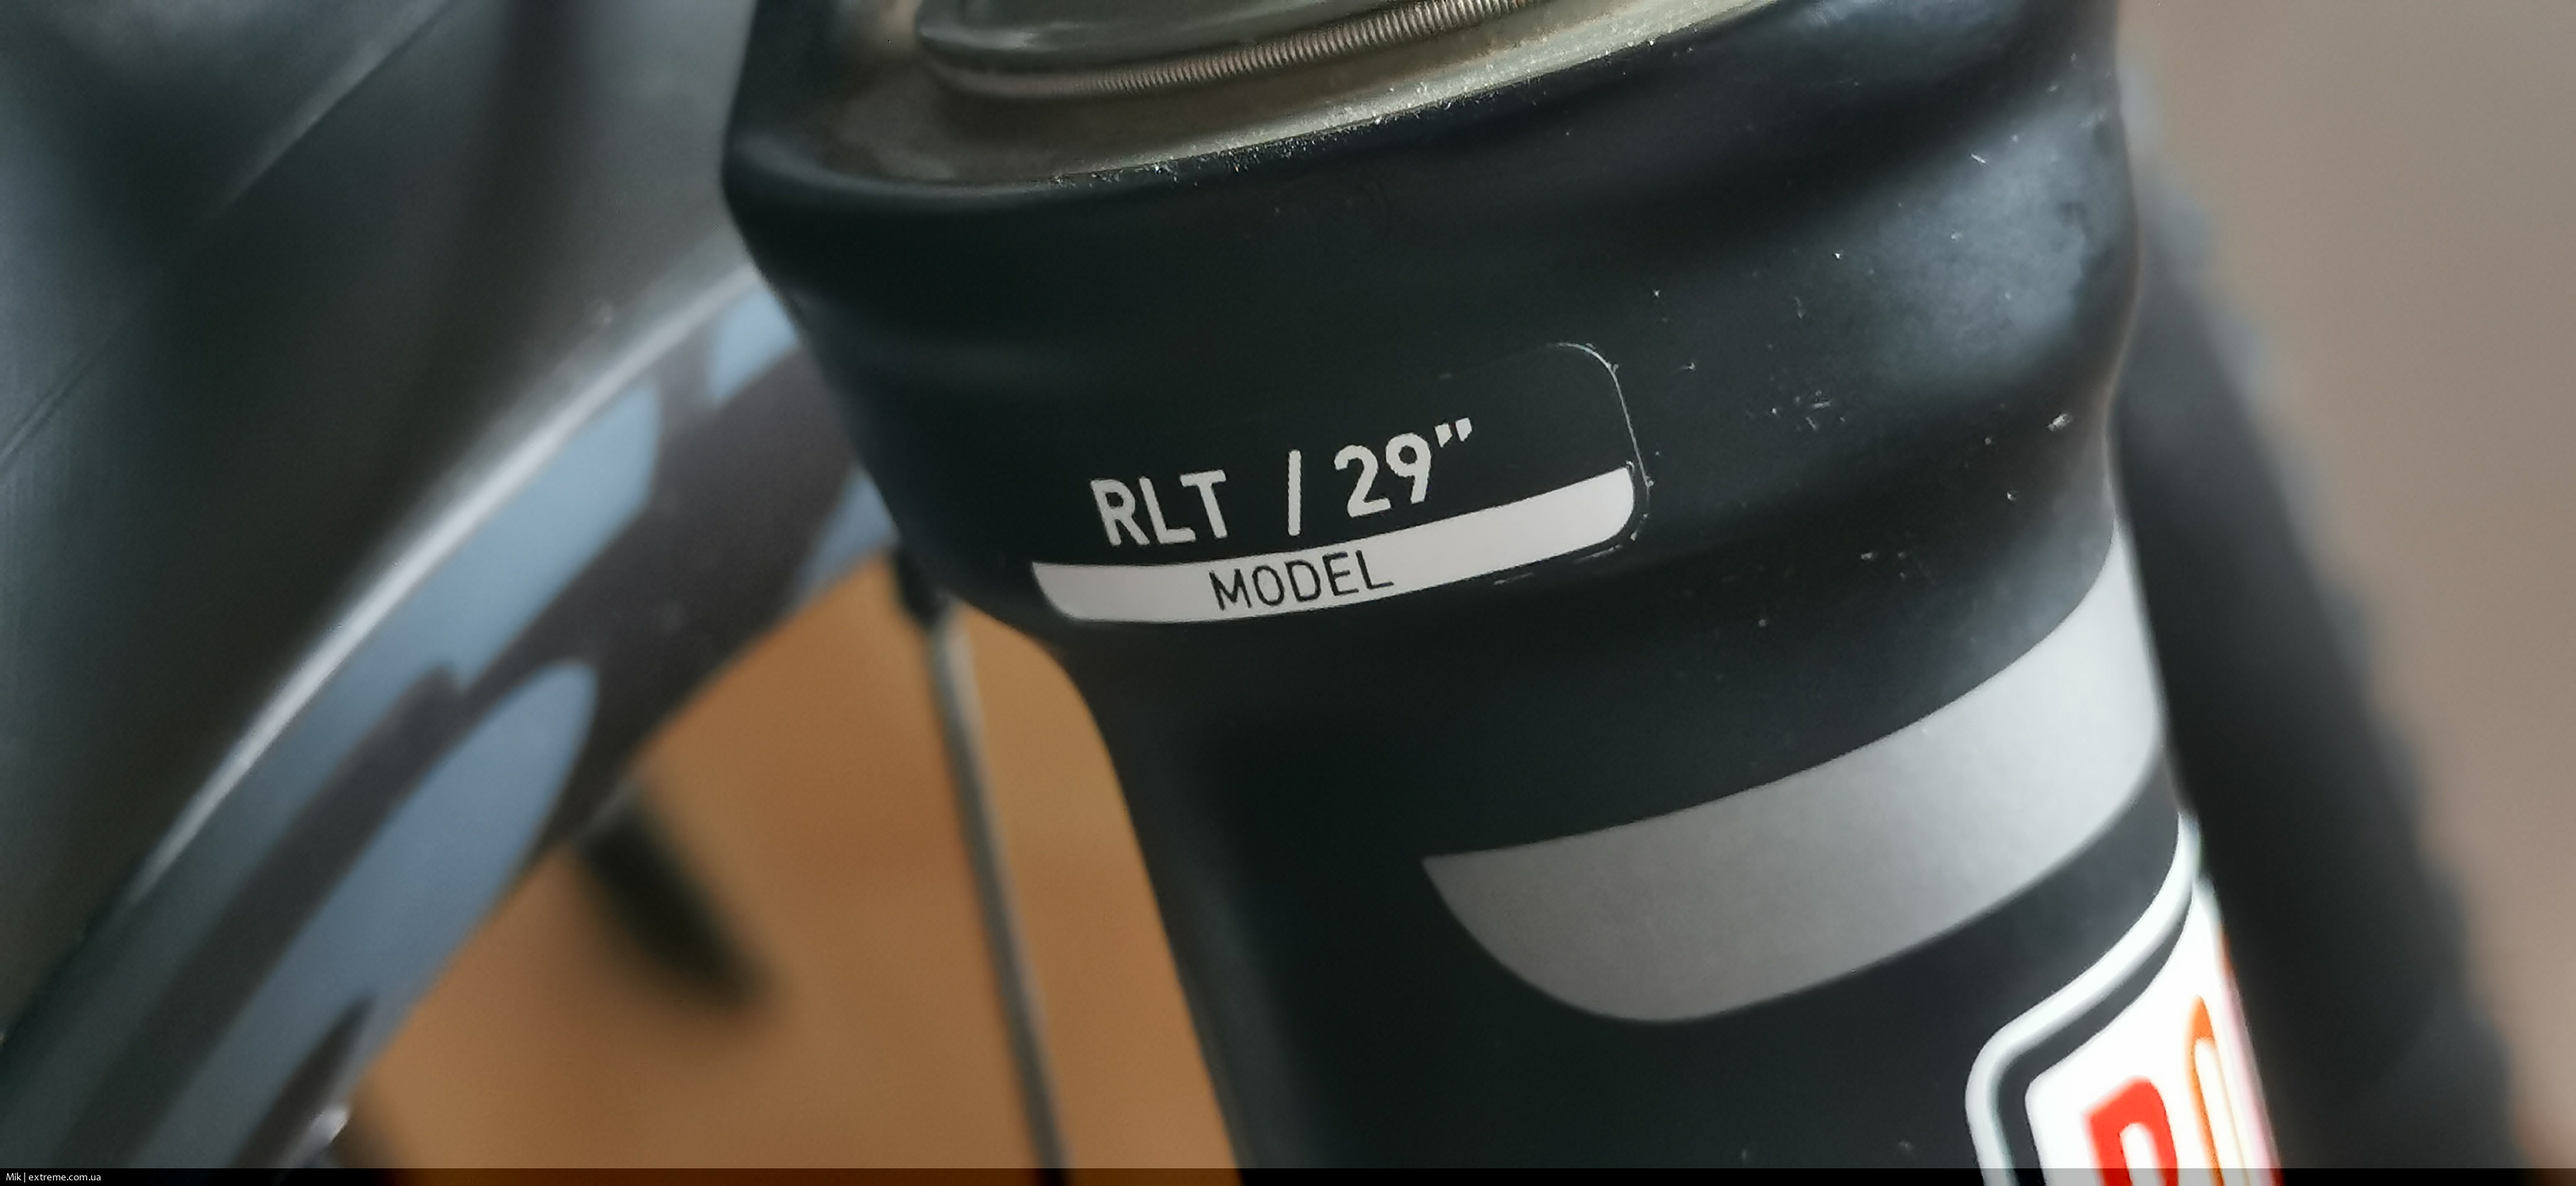 RLT / 29”
MODEL
Mik | extreme.com.ua